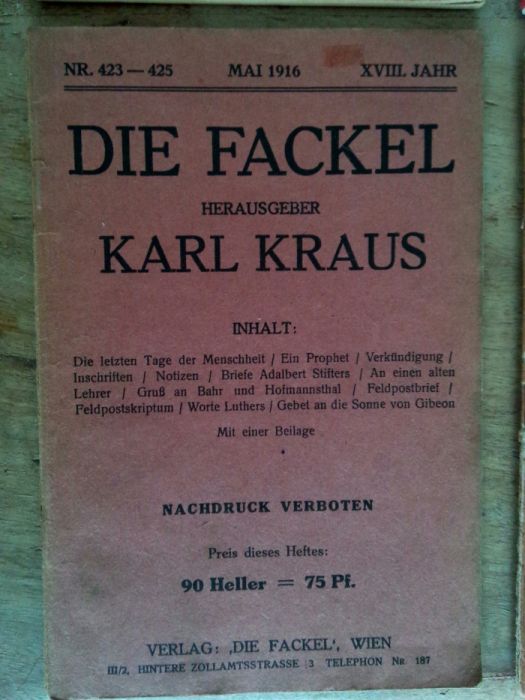 NR. 423 — 425 MAI 1916 XVIII. JAHR
DIE FACKEL
HERAUSGEBER
KARL KRAUS
INHALT:
Die letzten Tage der Menschheit / Ein Prophet / Verkündigung /
Inschriften / Notizen / Briefe Adalbert Stifters / An einen alten
Lehrer / Gruß an Bahr und Hofmannsthal / Feldpostbrief /
Feldpostskriptum / Worte Luthers / Gebet an die Sonne von Gibeon
Mit einer Beilage
NACHDRUCK VERBOTEN
Preis dieses Heftes:
90 Heller = 75 Pf.
VERLAG: ‚DIE FACKEL‘, WIEN
III/2, HINTERE ZOLLAMTSSTRASSE 3 TELEPHON Nr. 187